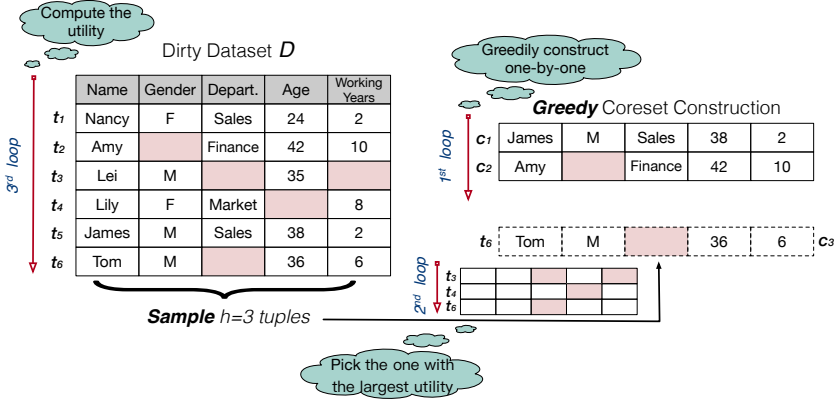 Compute the
utility
Dirty Dataset D
Name Gender Depart. Age Working Years
t1 Nancy F Sales 24 2
t2 Amy Finance 42 10
t3 Lei M 35
t4 Lily F Market 8
t5 James M Sales 38 2
t6 Tom M 36 6
3rd loop
Sample h=3 tuples
Greedily construct
one-by-one
Greedy Coreset Construction
c1 James M Sales 38 2
c2 Amy Finance 42 10
1st loop
t6 Tom M 36 6 c3
t3
t4
t6
2nd loop
Pick the one with
the largest utility